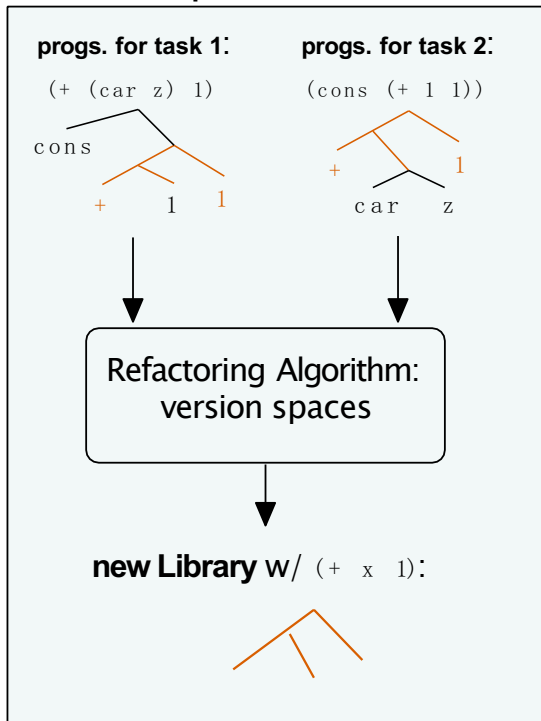 progs. for task 1:
progs. for task 2:
(+ (car z) 1)
(cons (+ 1 1))
cons
+ 1 1
+ 1
car z
Refactoring Algorithm:
version spaces
new Library w/ (+ x 1):